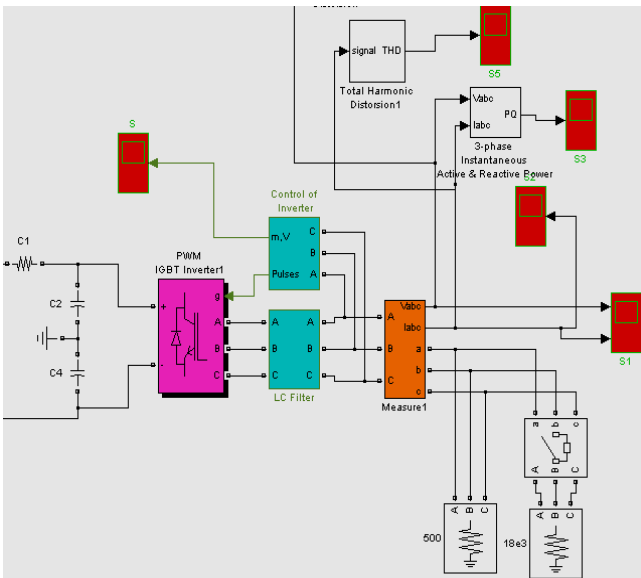 signal THD
S5
Total Harmonic
Distorsion1
Vabc
Iabc
PQ
S3
3-phase
Instantaneous
Active & Reactive Power
S
S2
Control of
Inverter
m,V
Pulses
C
B
A
C1
C2
C4
PWM
IGBT Inverter1
+
-
g
A
B
C
A A
B B
C C
LC Filter
A
B
C
Vabc
Iabc
a
b
c
Measure1
S1
a b c
A B C
A B C
500
A B C
18e3